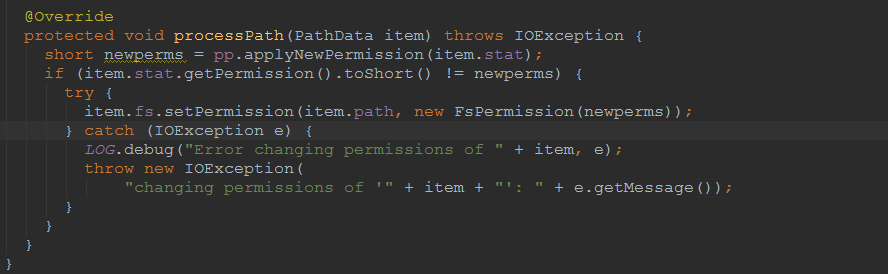 @Override
protected void processPath(PathData item) throws IOException {
short newperms = pp.applyNewPermission(item.stat);
if (item.stat.getPermission().toShort() != newperms) {
try {
item.fs.setPermission(item.path, new FsPermission(newperms));
} catch (IOException e) {
LOG.debug("Error changing permissions of " + item, e);
throw new IOException(
"changing permissions of '" + item + "': " + e.getMessage());
}
}
}
}